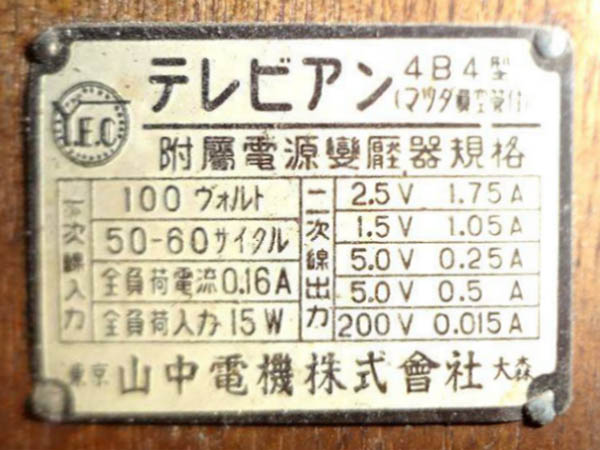 テレビアン 4B4型
(マツダ真空管付)
Y.E.C
附屬電源變壓器規格
一次線入力
100 ヴォルト
50-60サイクル
全負荷電流0.16A
全負荷入力15W
二次線出力
2.5V 1.75A
1.5V 1.05A
5.0V 0.25A
5.0V 0.5 A
200V 0.015A
東京 山中電機株式會社 大森